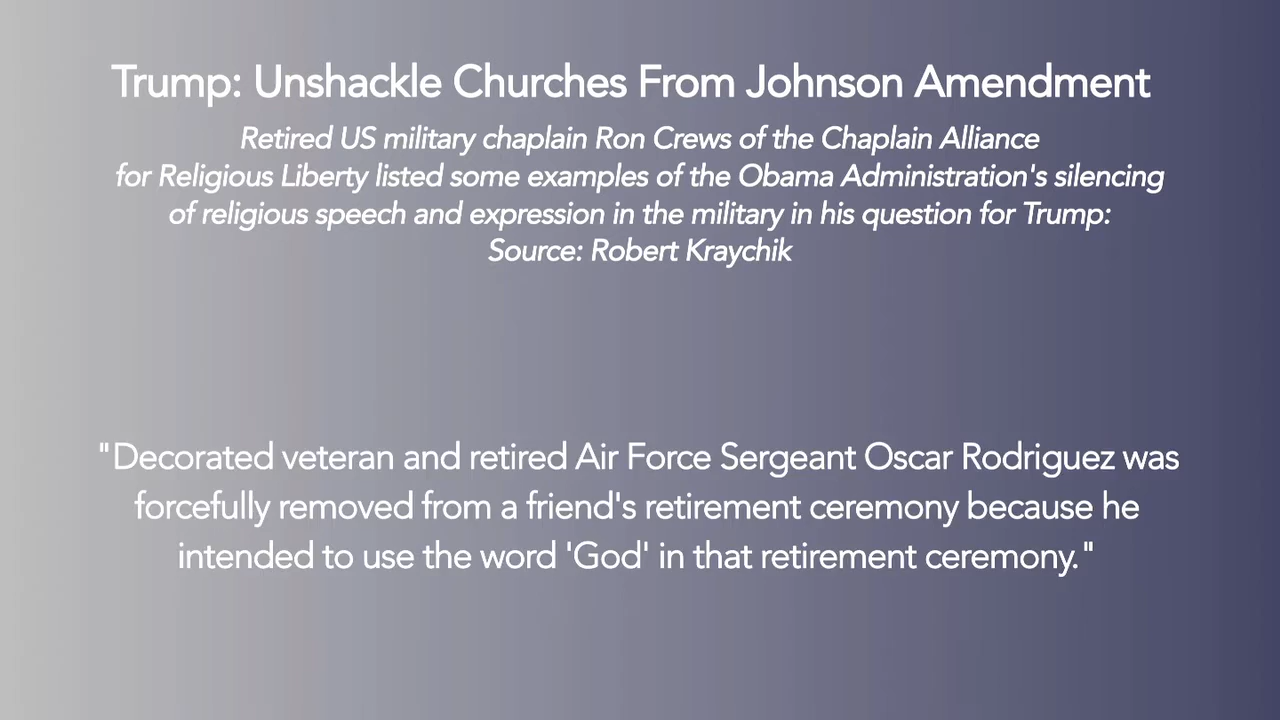 Trump: Unshackle Churches From Johnson Amendment
Retired US military chaplain Ron Crews of the Chaplain Alliance
for Religious Liberty listed some examples of the Obama Administration's silencing
of religious speech and expression in the military in his question for Trump:
Source: Robert Kraychik
"Decorated veteran and retired Air Force Sergeant Oscar Rodriguez was
forcefully removed from a friend's retirement ceremony because he
intended to use the word 'God' in that retirement ceremony."